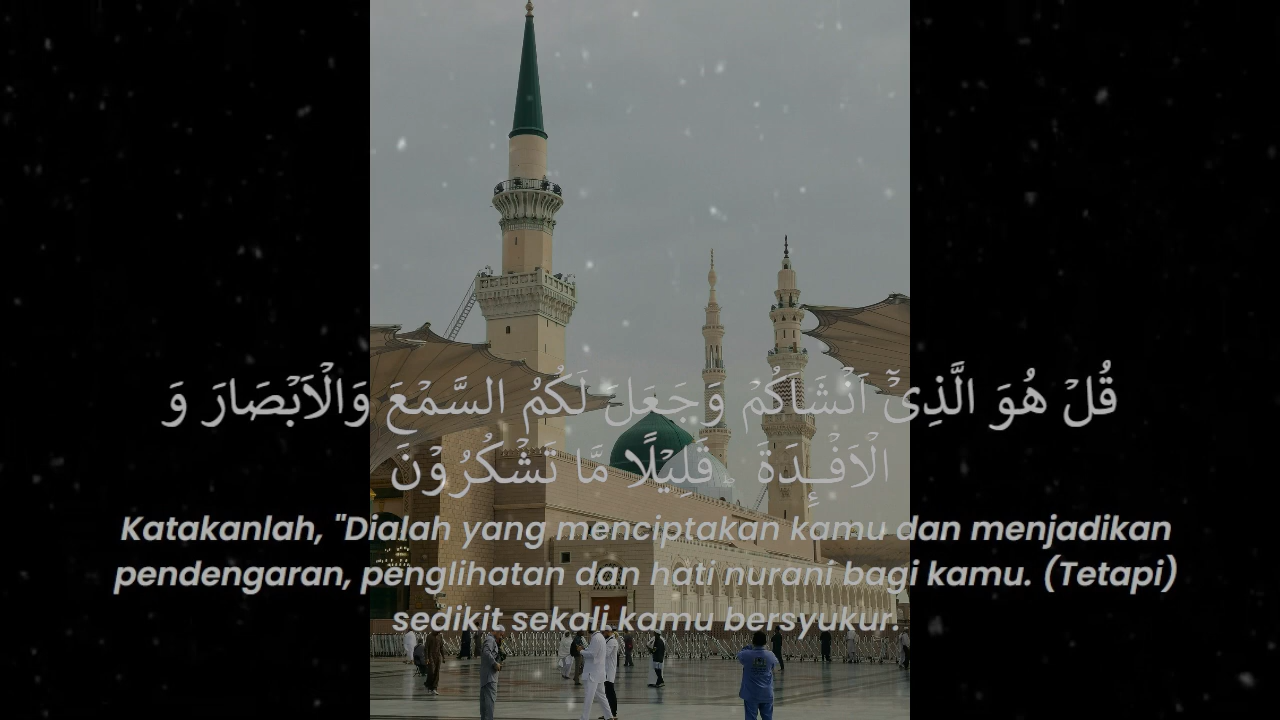 قُلْ هُوَ الَّذِيْٓ اَنْشَاَكُمْ وَجَعَلَ لَكُمُ السَّمْعَ وَالْاَبْصَارَ وَ
الْاَفْـِٕدَةَ ۗ قَلِيْلًا مَّا تَشْكُرُوْنَ
Katakanlah, "Dialah yang menciptakan kamu dan menjadikan
pendengaran, penglihatan dan hati nurani bagi kamu. (Tetapi)
sedikit sekali kamu bersyukur.